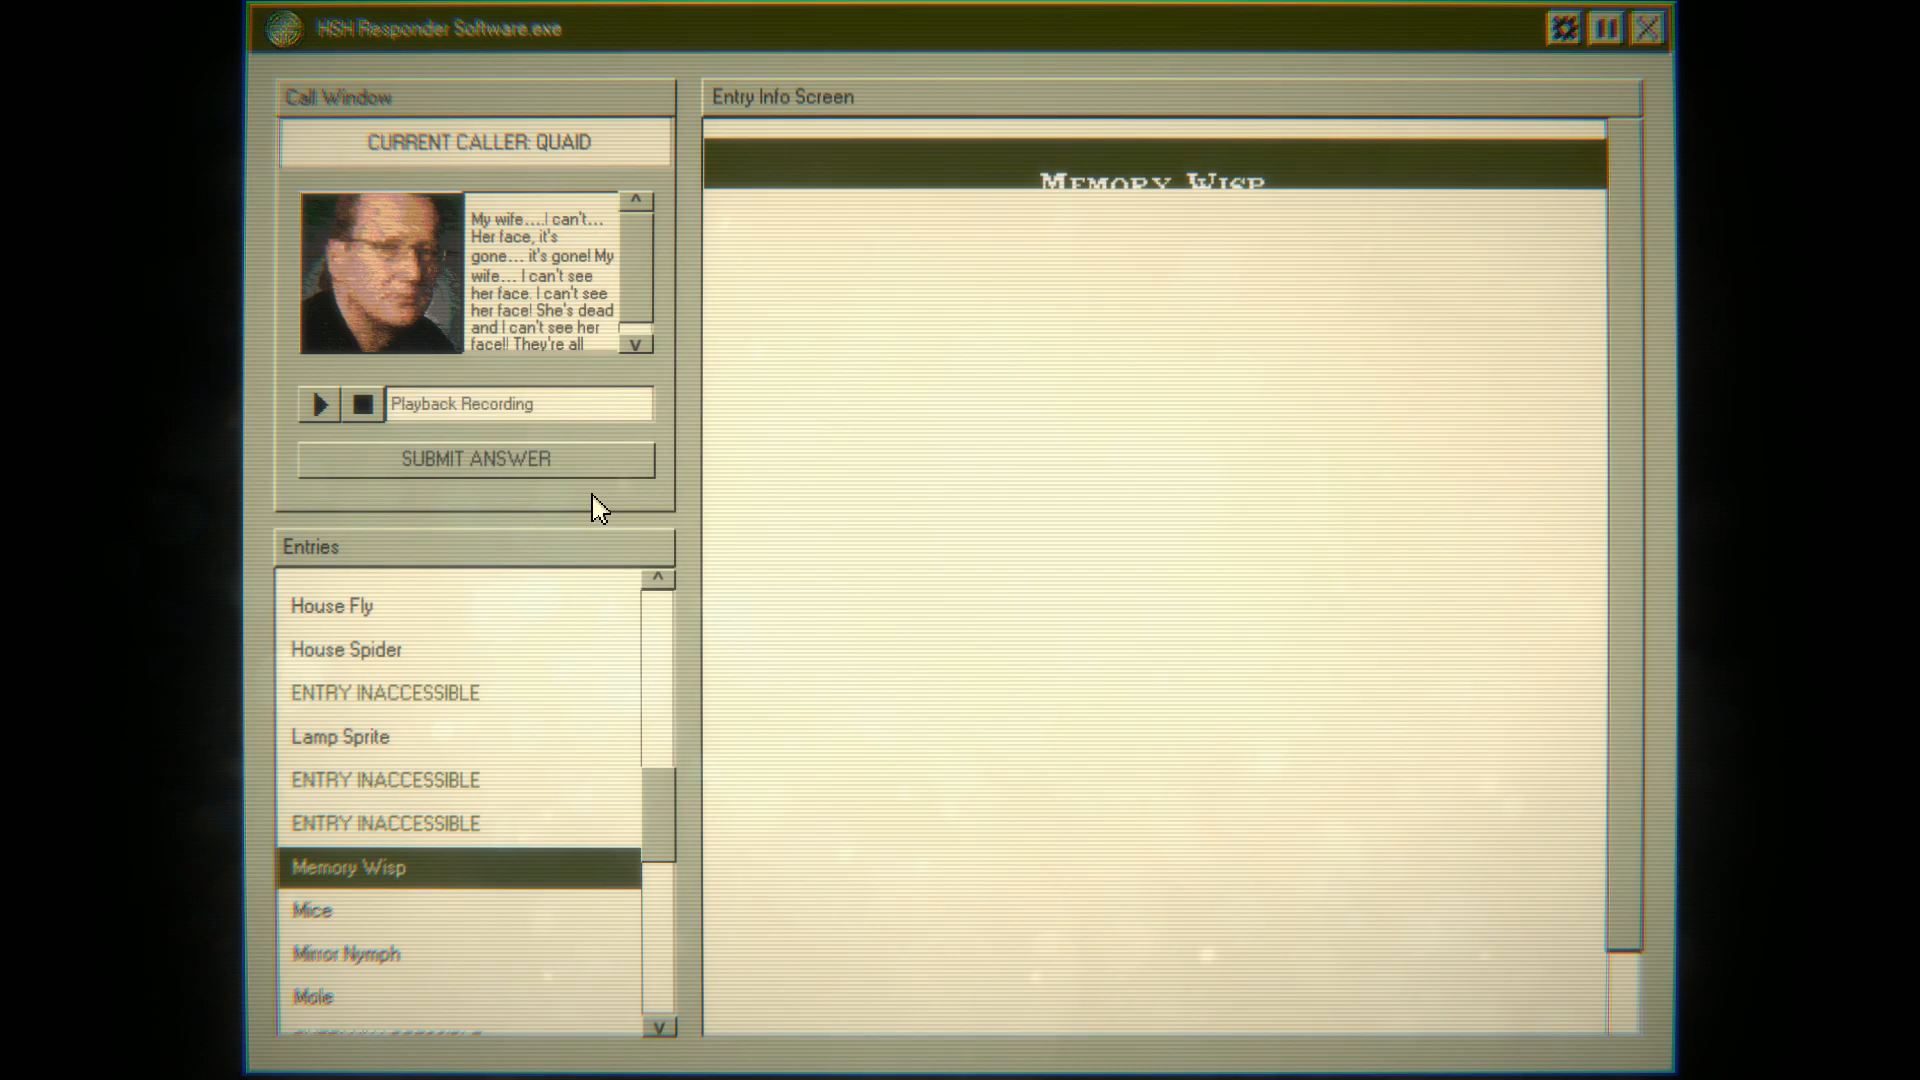 HSH Responder Software.exe
Call Window
CURRENT CALLER: QUAID
My wife....I can't...
Her face, it's
gone... it's gone! My
wife... I can't see
her face. I can't see
her face! She's dead
and I can't see her
face!! They're all
Playback Recording
SUBMIT ANSWER
Entries
House Fly
House Spider
ENTRY INACCESSIBLE
Lamp Sprite
ENTRY INACCESSIBLE
ENTRY INACCESSIBLE
Memory Wisp
Mice
Mirror Nymph
Mole
Entry Info Screen
Memory Wisp